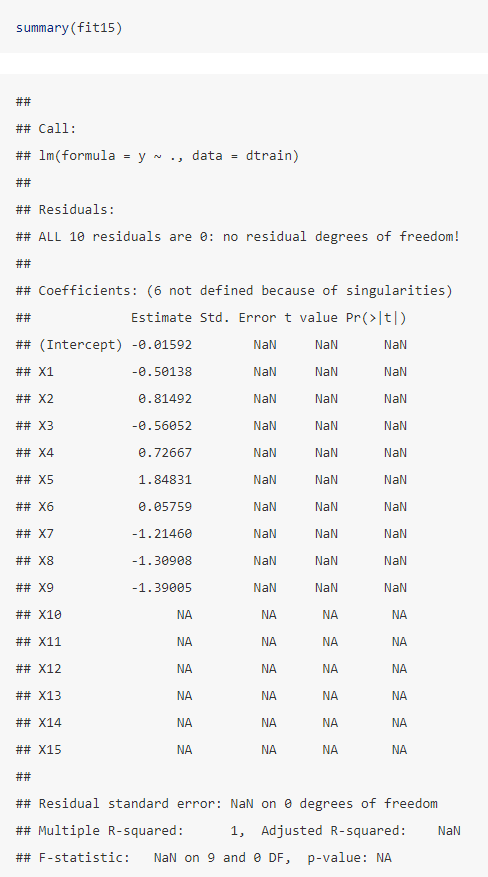 summary(fit15)
##
## Call:
## lm(formula = y ~ ., data = dtrain)
##
## Residuals:
## ALL 10 residuals are 0: no residual degrees of freedom!
##
## Coefficients: (6 not defined because of singularities)
##             Estimate Std. Error t value Pr(>|t|)
## (Intercept) -0.01592        NaN     NaN      NaN
## X1          -0.50138        NaN     NaN      NaN
## X2           0.81492        NaN     NaN      NaN
## X3          -0.56052        NaN     NaN      NaN
## X4           0.72667        NaN     NaN      NaN
## X5           1.84831        NaN     NaN      NaN
## X6           0.05759        NaN     NaN      NaN
## X7          -1.21460        NaN     NaN      NaN
## X8          -1.30908        NaN     NaN      NaN
## X9          -1.39005        NaN     NaN      NaN
## X10               NA         NA      NA       NA
## X11               NA         NA      NA       NA
## X12               NA         NA      NA       NA
## X13               NA         NA      NA       NA
## X14               NA         NA      NA       NA
## X15               NA         NA      NA       NA
##
## Residual standard error: NaN on 0 degrees of freedom
## Multiple R-squared:      1,  Adjusted R-squared:    NaN
## F-statistic:   NaN on 9 and 0 DF,  p-value: NA